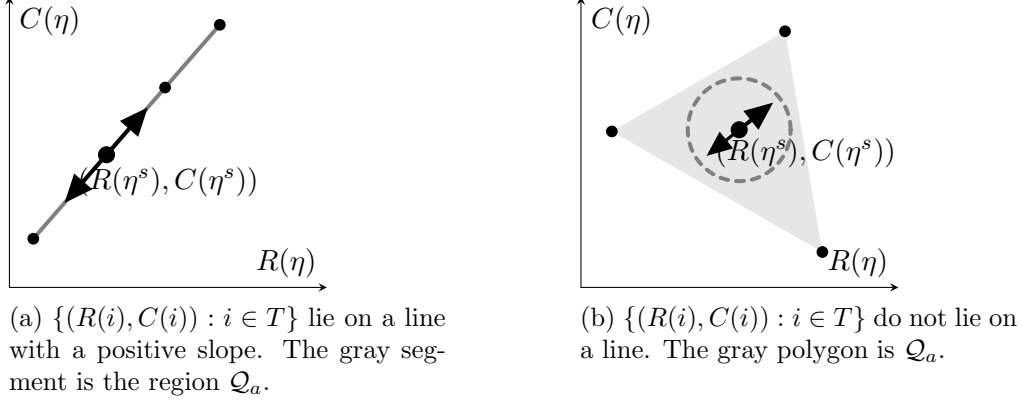 C(η)
(R(η^s), C(η^s))
R(η)
(a) {(R(i), C(i)) : i ∈ T} lie on a line
with a positive slope. The gray seg-
ment is the region 𝒬_a.
C(η)
(R(η^s), C(η^s))
R(η)
(b) {(R(i), C(i)) : i ∈ T} do not lie on
a line. The gray polygon is 𝒬_a.